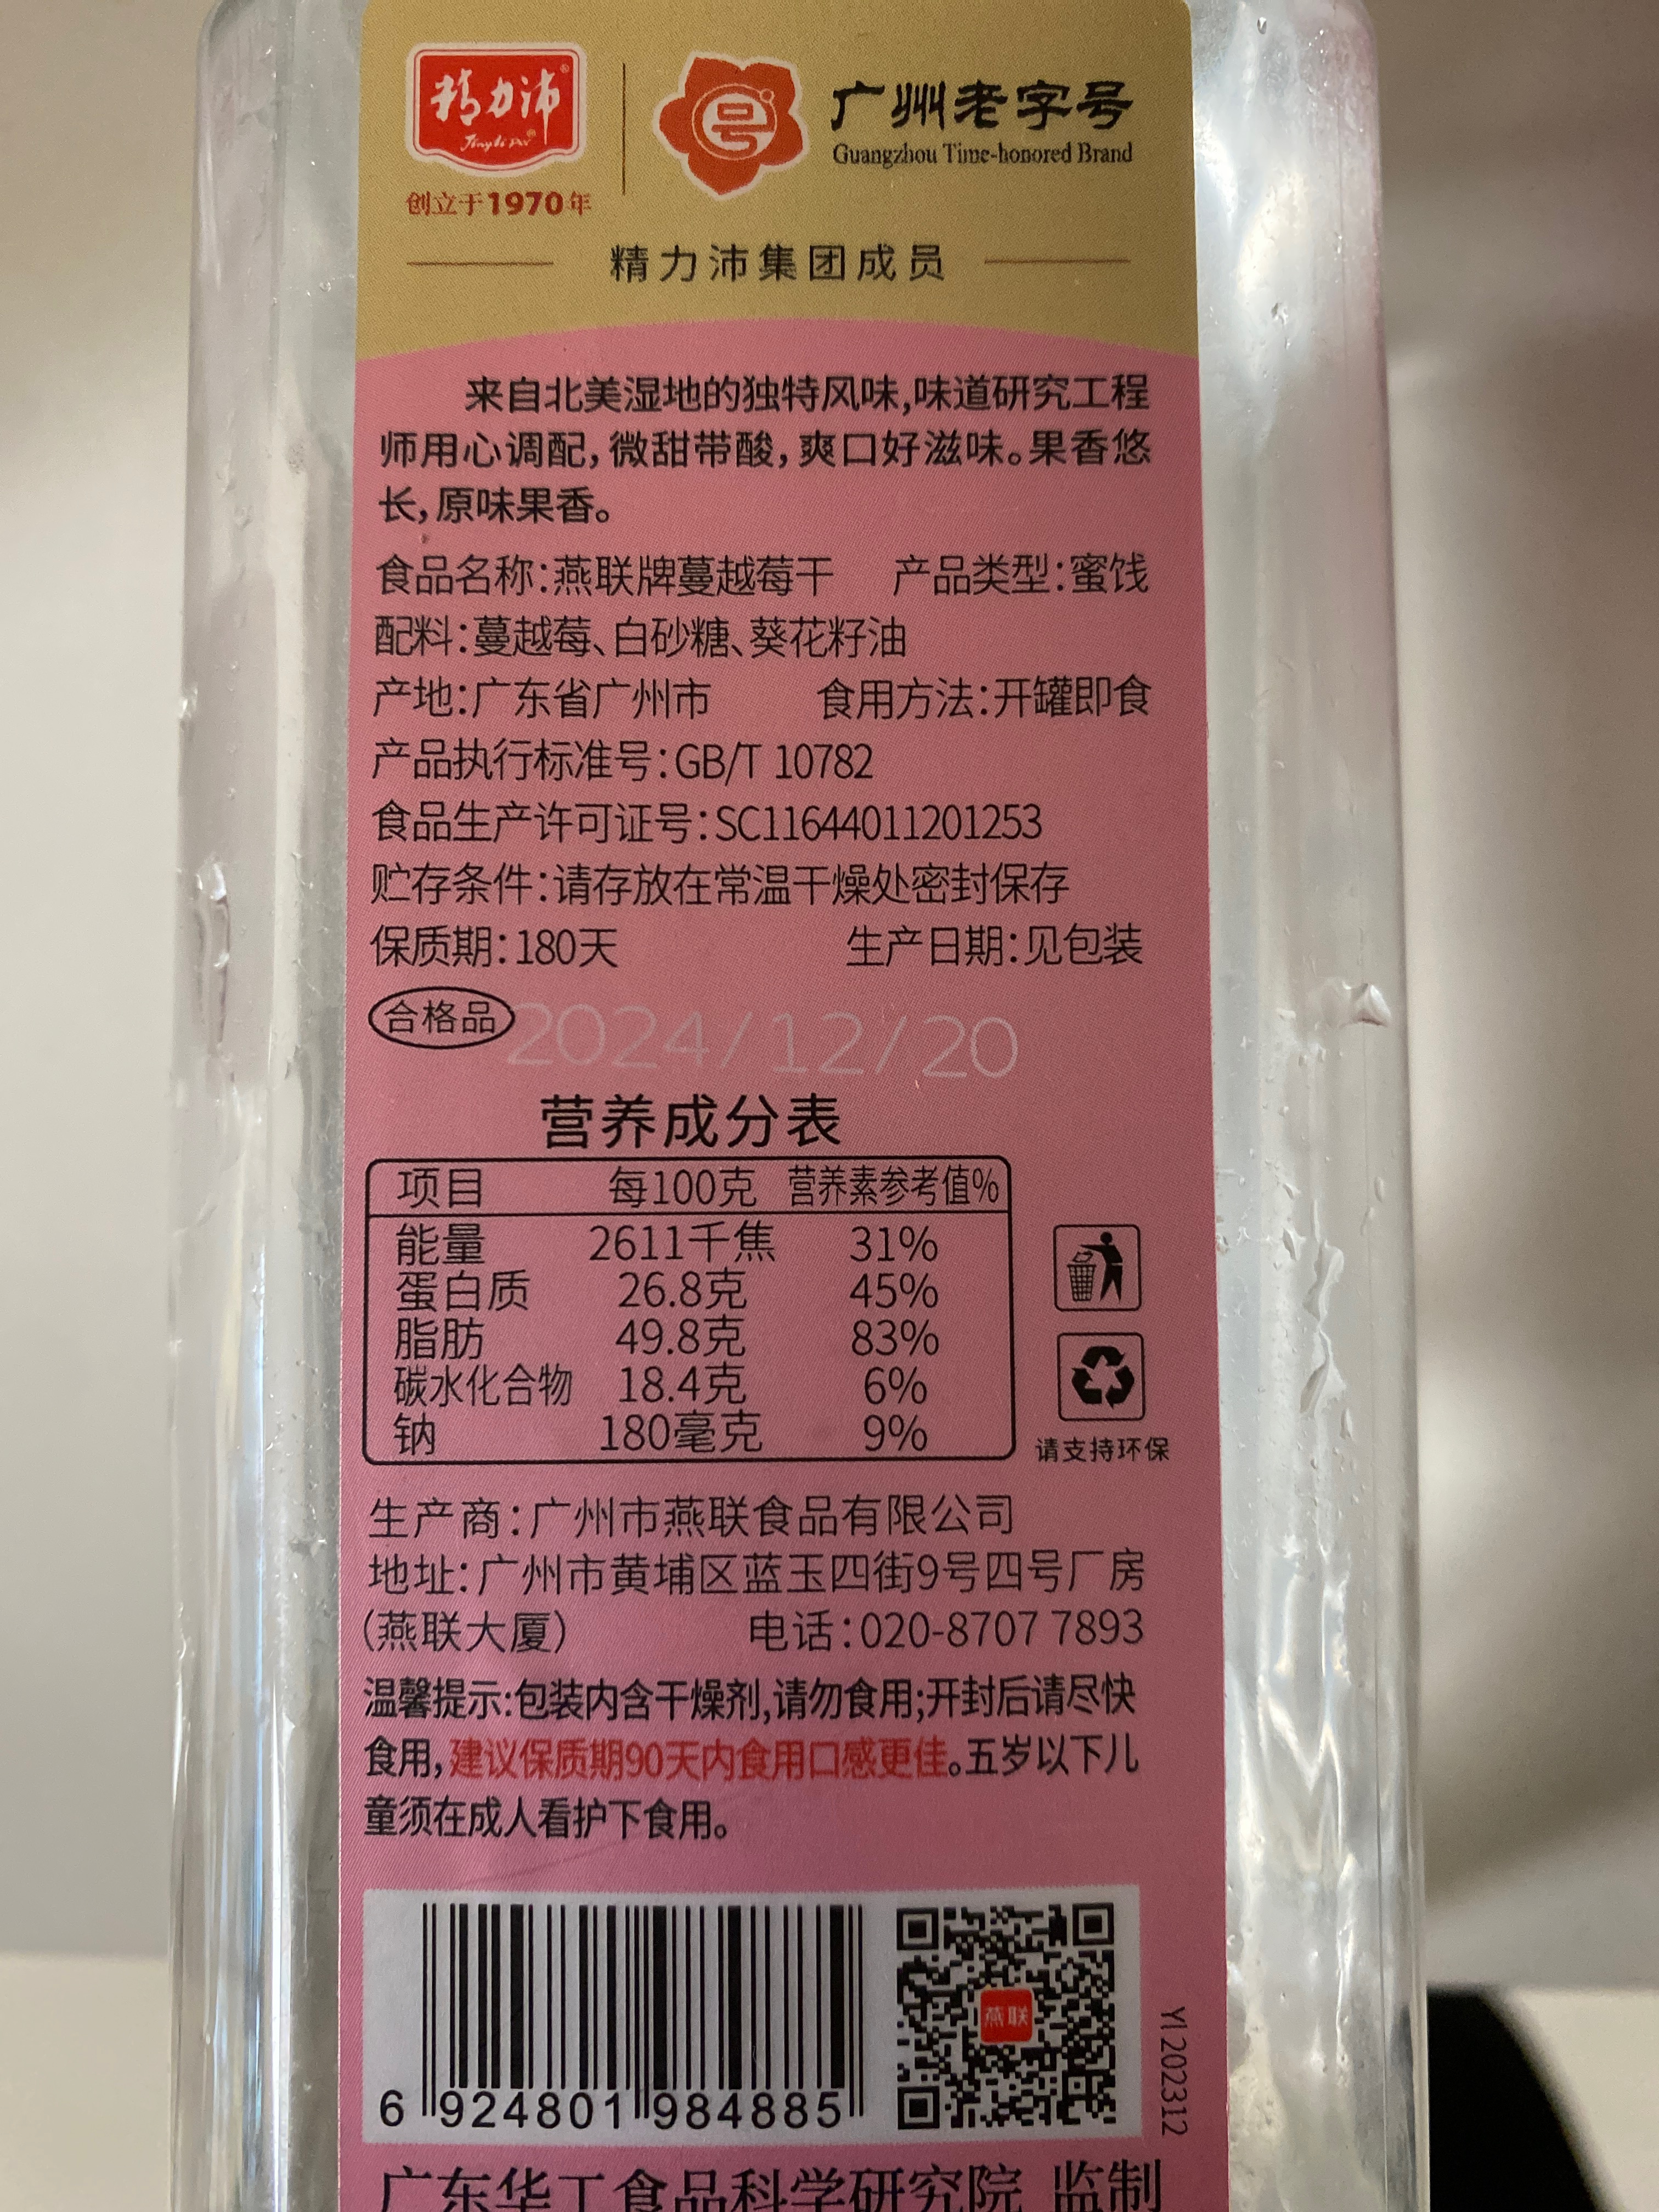 精力沛®
JingLi Pai®
创立于1970年
号
广州老字号
Guangzhou Time-honored Brand
精力沛集团成员
来自北美湿地的独特风味,味道研究工程
师用心调配,微甜带酸,爽口好滋味。果香悠
长,原味果香。
食品名称:燕联牌蔓越莓干 产品类型:蜜饯
配料:蔓越莓、白砂糖、葵花籽油
产地:广东省广州市 食用方法:开罐即食
产品执行标准号:GB/T 10782
食品生产许可证号:SC11644011201253
贮存条件:请存放在常温干燥处密封保存
保质期:180天 生产日期:见包装
合格品 2024/12/20
营养成分表
项目 每100克 营养素参考值%
能量 2611千焦 31%
蛋白质 26.8克 45%
脂肪 49.8克 83%
碳水化合物 18.4克 6%
钠 180毫克 9%
请支持环保
生产商:广州市燕联食品有限公司
地址:广州市黄埔区蓝玉四街9号四号厂房
(燕联大厦) 电话:020-8707 7893
温馨提示:包装内含干燥剂,请勿食用;开封后请尽快
食用,建议保质期90天内食用口感更佳。五岁以下儿
童须在成人看护下食用。
燕联
6 924801 984885
YI 202312
广东华工食品科学研究院 监制